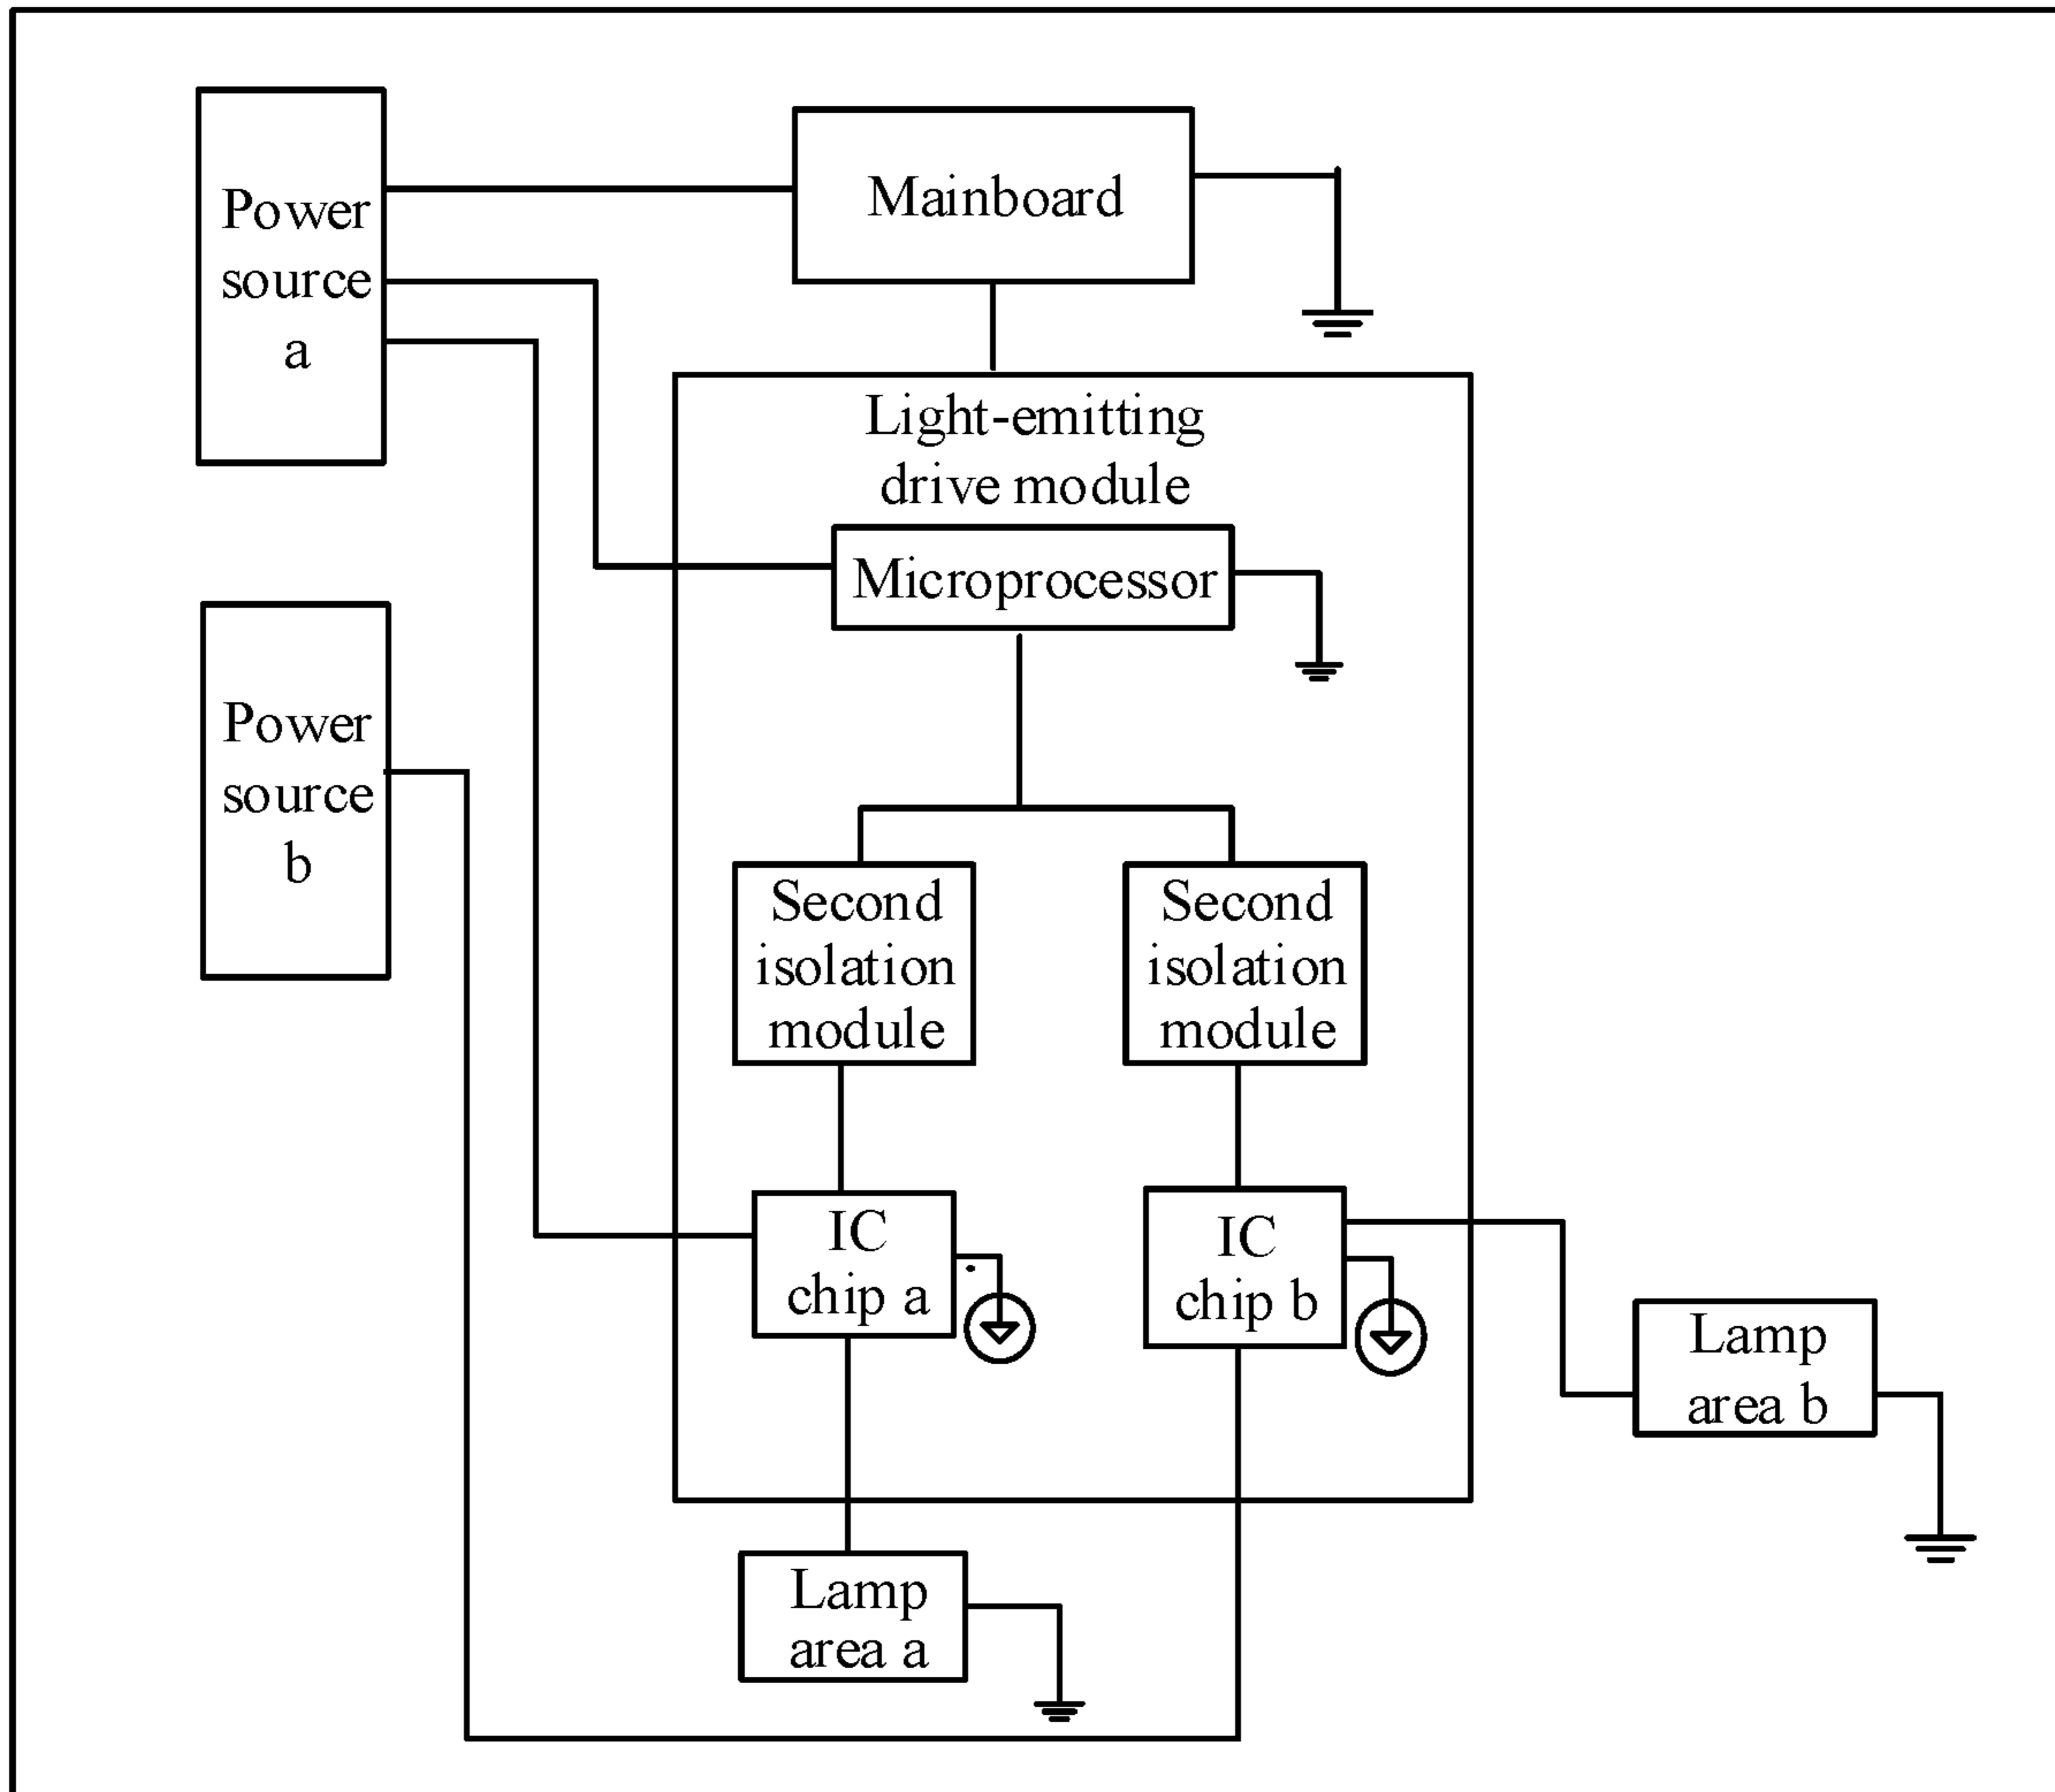 Power
source
a
Mainboard
Light-emitting
drive module
Microprocessor
Power
source
b
Second
isolation
module
Second
isolation
module
IC
chip a
IC
chip b
Lamp
area b
Lamp
area a